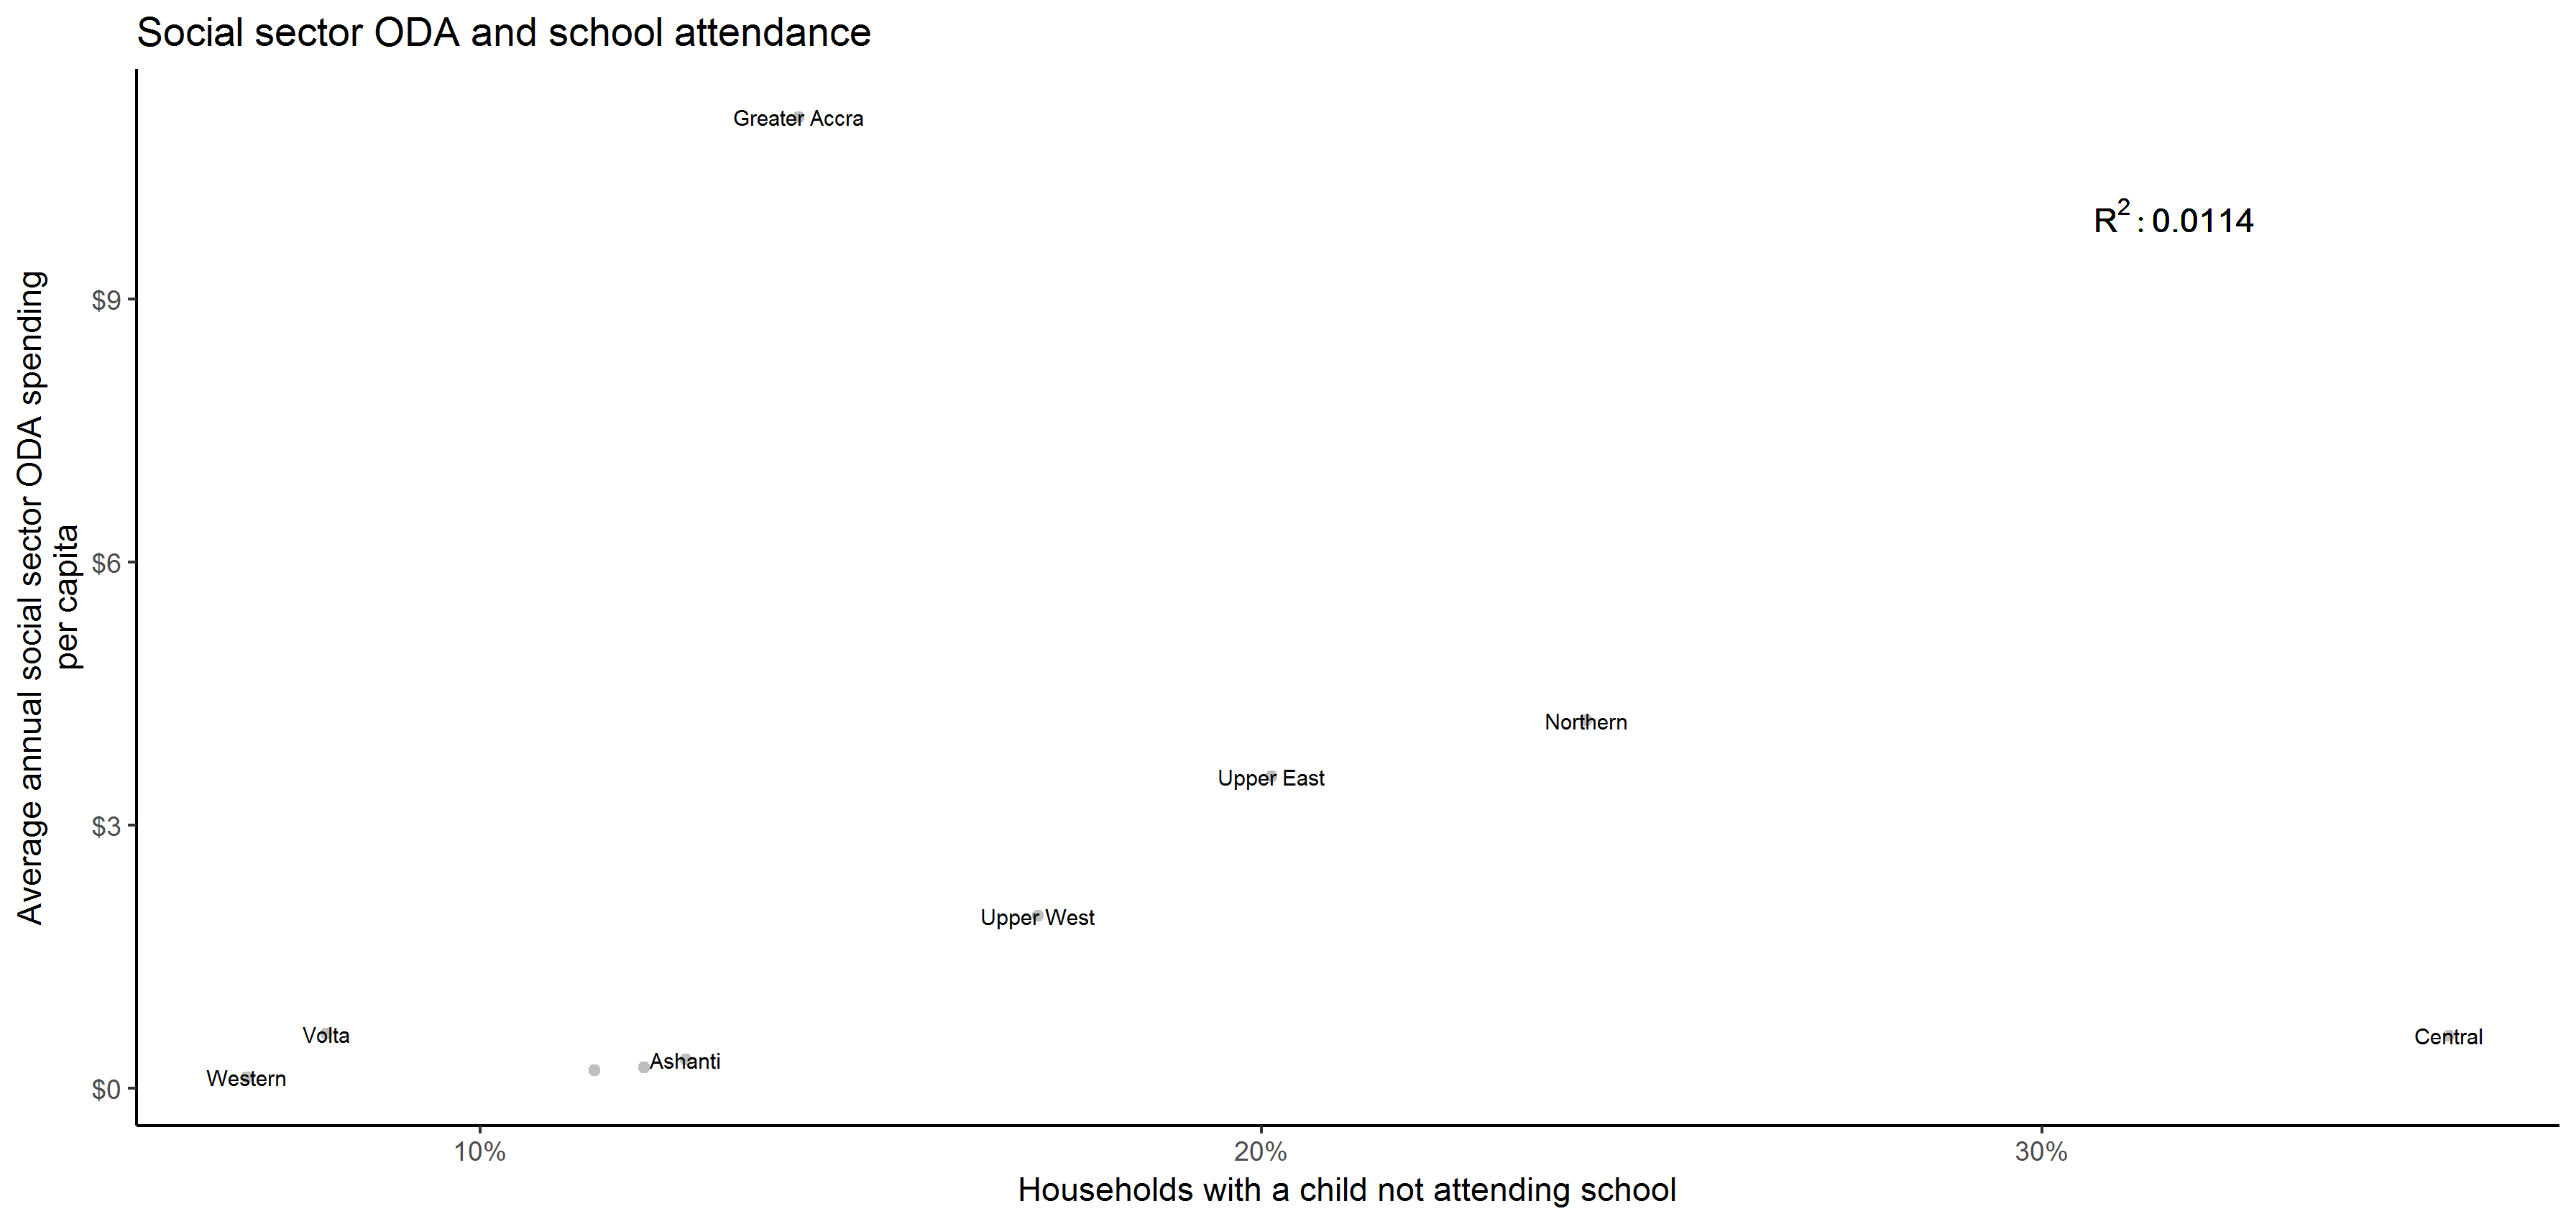 Social sector ODA and school attendance
Greater Accra
R²: 0.0114
$9
$6
$3
$0
Average annual social sector ODA spending
per capita
Northern
Upper East
Upper West
Volta
Western
Ashanti
Central
10%
20%
30%
Households with a child not attending school